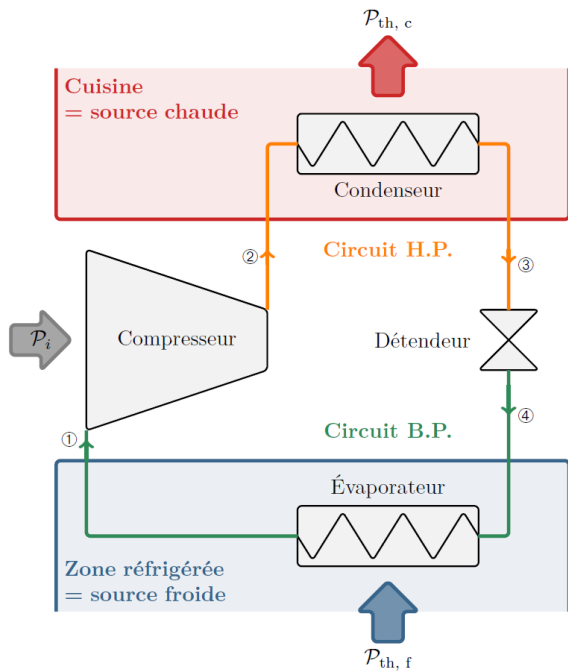 𝒫th, c
Cuisine
= source chaude
Condenseur
②
Circuit H.P.
③
𝒫i
Compresseur
Détendeur
①
Circuit B.P.
④
Évaporateur
Zone réfrigérée
= source froide
𝒫th, f